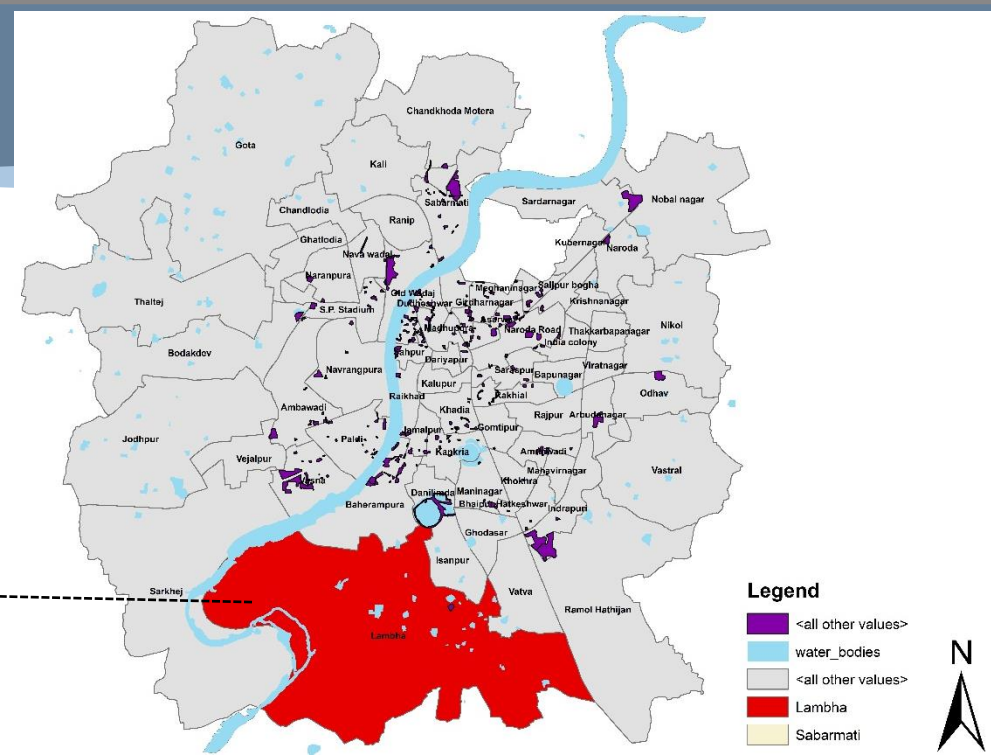 Chandkhoda Motera
Gota
Kali
Sabarmati
Sardarnagar
Nobal nagar
Chandlodia
Ranip
Ghatlodia
Kubernagar
Naroda
Nava wadaj
Naranpura
Meghaninagar
Saijpur bogha
Old Wadaj
Thaltej
S.P. Stadium
Dudheshwar
Girdharnagar
Krishnanagar
Madhupura
Asarwa
Naroda Road
Thakkarbapanagar
Nikol
India colony
Bodakdev
Shahpur
Dariyapur
Navrangpura
Saraspur
Bapunagar
Viratnagar
Kalupur
Raikhad
Rakhial
Odhav
Ambawadi
Khadia
Rajpur
Arbudanagar
Jodhpur
Paldi
Jamalpur
Gomtipur
Kankria
Amraiwadi
Vejalpur
Mahavirnagar
Vastral
Vasna
Khokhra
Danilimda
Maninagar
Baherampura
Hatkeshwar
Indrapuri
Ghodasar
Isanpur
Sarkhej
Vatva
Ramol Hathijan
Lambha
Legend
<all other values>
water_bodies
<all other values>
Lambha
Sabarmati
N